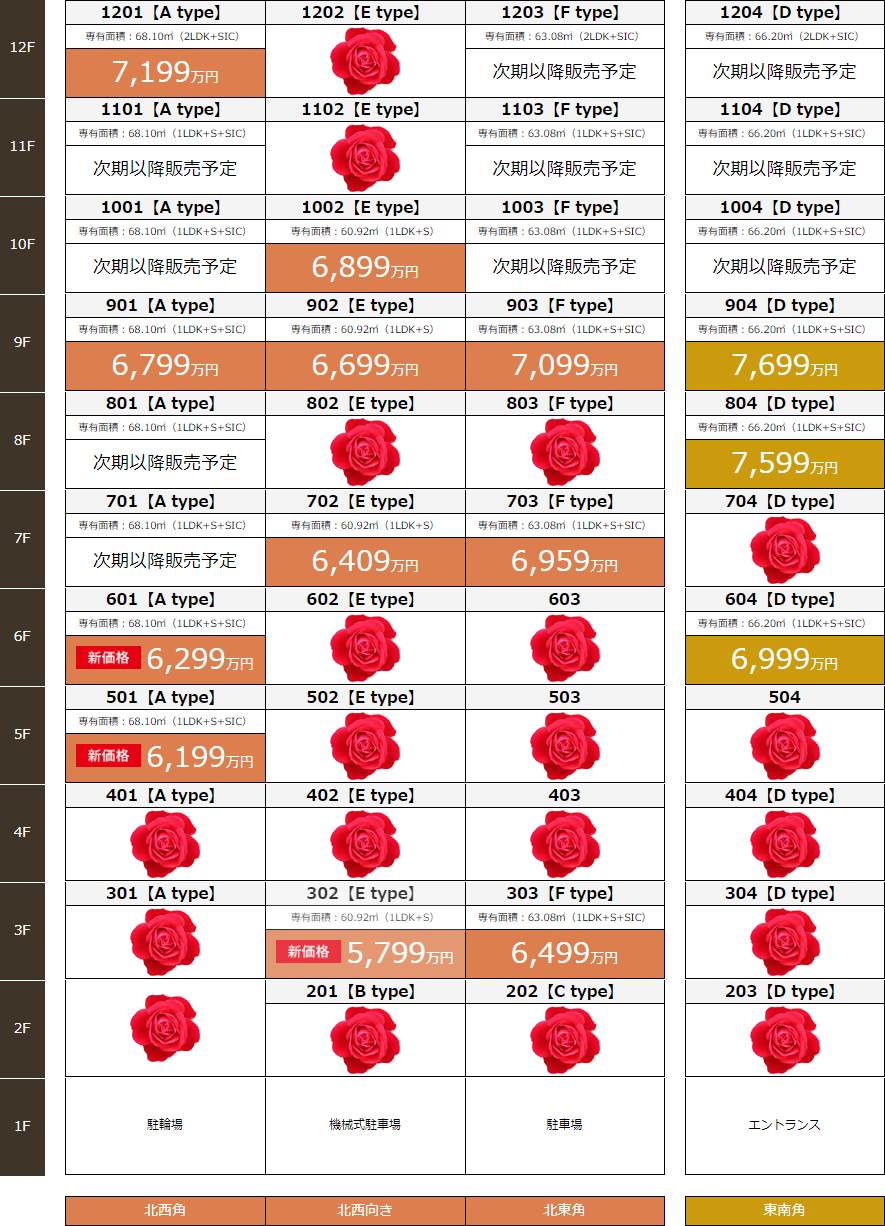 12F
1201【A type】
専有面積：68.10㎡（2LDK+SIC）
7,199万円
1202【E type】
1203【F type】
専有面積：63.08㎡（2LDK+SIC）
次期以降販売予定
1204【D type】
専有面積：66.20㎡（2LDK+SIC）
次期以降販売予定
11F
1101【A type】
専有面積：68.10㎡（1LDK+S+SIC）
次期以降販売予定
1102【E type】
1103【F type】
専有面積：63.08㎡（1LDK+S+SIC）
次期以降販売予定
1104【D type】
専有面積：66.20㎡（1LDK+S+SIC）
次期以降販売予定
10F
1001【A type】
専有面積：68.10㎡（1LDK+S+SIC）
次期以降販売予定
1002【E type】
専有面積：60.92㎡（1LDK+S）
6,899万円
1003【F type】
専有面積：63.08㎡（1LDK+S+SIC）
次期以降販売予定
1004【D type】
専有面積：66.20㎡（1LDK+S+SIC）
次期以降販売予定
9F
901【A type】
専有面積：68.10㎡（1LDK+S+SIC）
6,799万円
902【E type】
専有面積：60.92㎡（1LDK+S）
6,699万円
903【F type】
専有面積：63.08㎡（1LDK+S+SIC）
7,099万円
904【D type】
専有面積：66.20㎡（1LDK+S+SIC）
7,699万円
8F
801【A type】
専有面積：68.10㎡（1LDK+S+SIC）
次期以降販売予定
802【E type】
803【F type】
804【D type】
専有面積：66.20㎡（1LDK+S+SIC）
7,599万円
7F
701【A type】
専有面積：68.10㎡（1LDK+S+SIC）
次期以降販売予定
702【E type】
専有面積：60.92㎡（1LDK+S）
6,409万円
703【F type】
専有面積：63.08㎡（1LDK+S+SIC）
6,959万円
704【D type】
6F
601【A type】
専有面積：68.10㎡（1LDK+S+SIC）
新価格 6,299万円
602【E type】
603
604【D type】
専有面積：66.20㎡（1LDK+S+SIC）
6,999万円
5F
501【A type】
専有面積：68.10㎡（1LDK+S+SIC）
新価格 6,199万円
502【E type】
503
504
4F
401【A type】
402【E type】
403
404【D type】
3F
301【A type】
302【E type】
専有面積：60.92㎡（1LDK+S）
新価格 5,799万円
303【F type】
専有面積：63.08㎡（1LDK+S+SIC）
6,499万円
304【D type】
2F
201【B type】
202【C type】
203【D type】
1F
駐輪場
機械式駐車場
駐車場
エントランス
北西角
北西向き
北東角
東南角